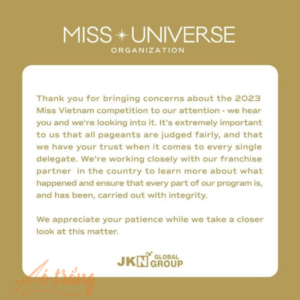 MISS UNIVERSE
ORGANIZATION
Thank you for bringing concerns about the 2023
Miss Vietnam competition to our attention - we hear
you and we're looking into it. It's extremely important
to us that all pageants are judged fairly, and that
we have your trust when it comes to every single
delegate. We're working closely with our franchise
partner in the country to learn more about what
happened and ensure that every part of our program is,
and has been, carried out with integrity.
We appreciate your patience while we take a closer
look at this matter.
JKN GLOBAL
GROUP